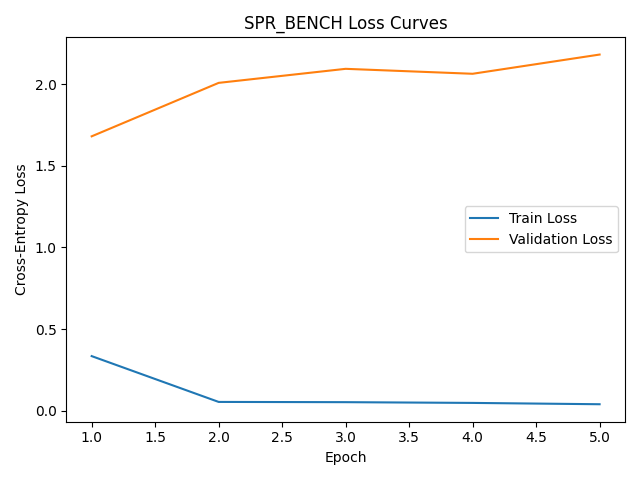 SPR_BENCH Loss Curves
Cross-Entropy Loss
2.0
1.5
1.0
0.5
0.0
Train Loss
Validation Loss
1.0 1.5 2.0 2.5 3.0 3.5 4.0 4.5 5.0
Epoch